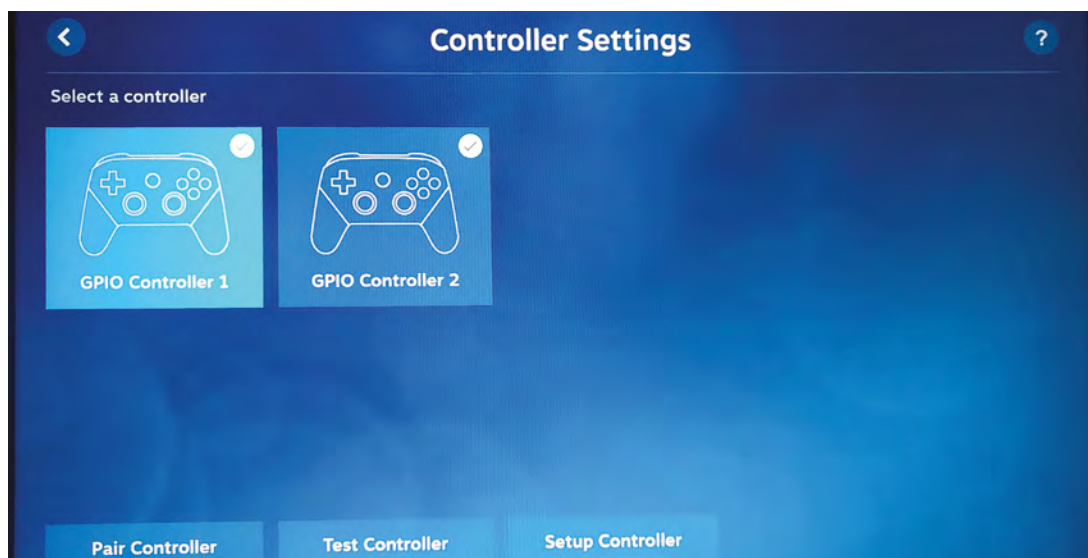 Controller Settings
?
Select a controller
GPIO Controller 1
GPIO Controller 2
Pair Controller
Test Controller
Setup Controller